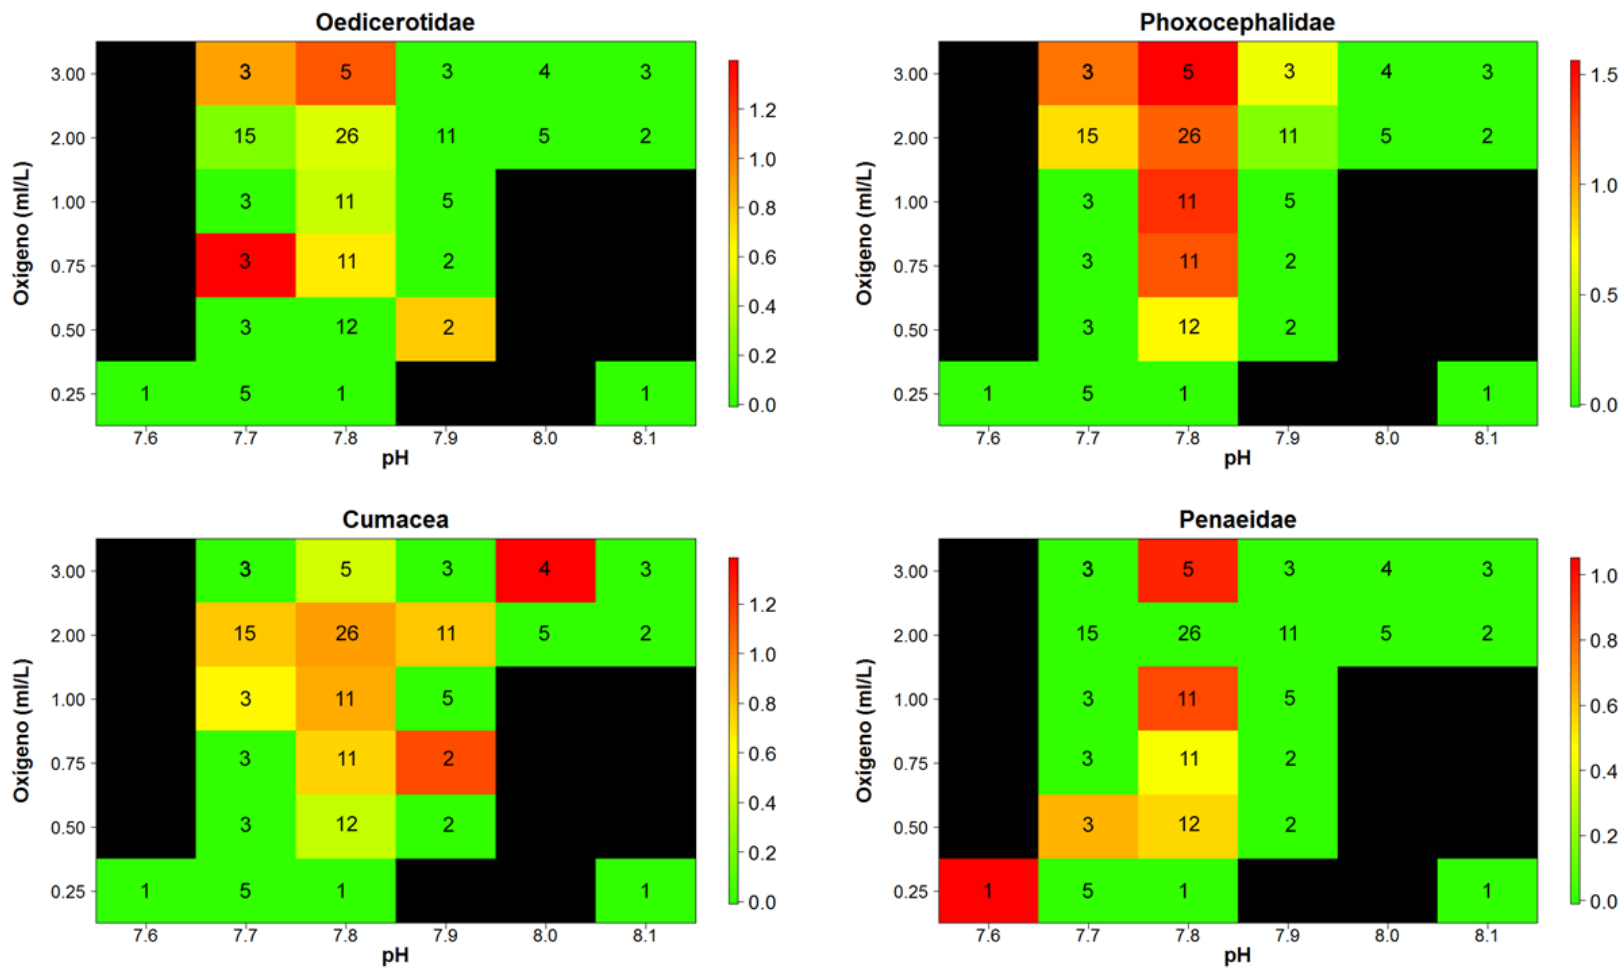 Oedicerotidae
3.00 3 5 3 4 3
2.00 15 26 11 5 2
1.00 3 11 5
0.75 3 11 2
0.50 3 12 2
0.25 1 5 1 1
7.6 7.7 7.8 7.9 8.0 8.1
pH
Oxígeno (ml/L)
1.2
1.0
0.8
0.6
0.4
0.2
0.0
Phoxocephalidae
3.00 3 5 3 4 3
2.00 15 26 11 5 2
1.00 3 11 5
0.75 3 11 2
0.50 3 12 2
0.25 1 5 1 1
7.6 7.7 7.8 7.9 8.0 8.1
pH
Oxígeno (ml/L)
1.5
1.0
0.5
0.0
Cumacea
3.00 3 5 3 4 3
2.00 15 26 11 5 2
1.00 3 11 5
0.75 3 11 2
0.50 3 12 2
0.25 1 5 1 1
7.6 7.7 7.8 7.9 8.0 8.1
pH
Oxígeno (ml/L)
1.2
1.0
0.8
0.6
0.4
0.2
0.0
Penaeidae
3.00 3 5 3 4 3
2.00 15 26 11 5 2
1.00 3 11 5
0.75 3 11 2
0.50 3 12 2
0.25 1 5 1 1
7.6 7.7 7.8 7.9 8.0 8.1
pH
Oxígeno (ml/L)
1.0
0.8
0.6
0.4
0.2
0.0